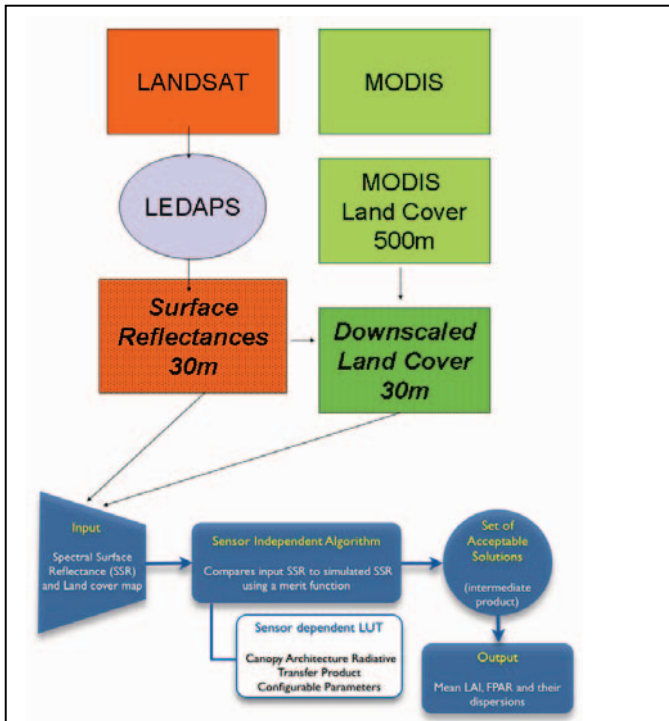 LANDSAT
MODIS
LEDAPS
MODIS
Land Cover
500m
Surface
Reflectances
30m
Downscaled
Land Cover
30m
Input
Spectral Surface
Reflectance (SSR)
and Land cover map
Sensor Independent Algorithm
Compares input SSR to simulated SSR
using a merit function
Set of
Acceptable
Solutions
(intermediate
product)
Sensor dependent LUT
Canopy Architecture Radiative
Transfer Product
Configurable Parameters
Output
Mean LAI, FPAR and their
dispersions